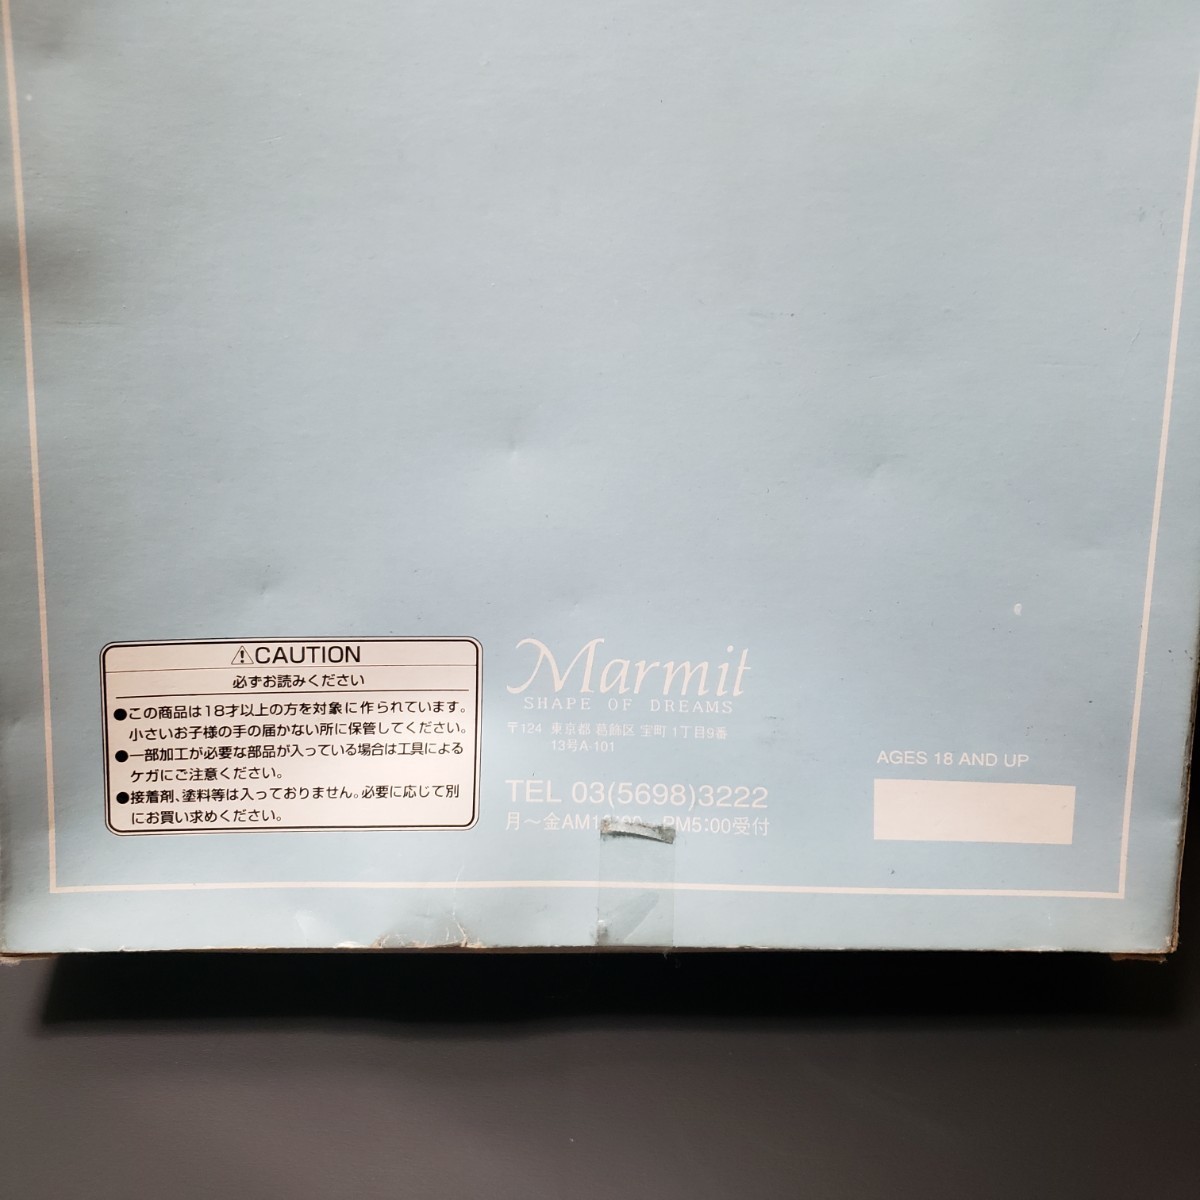 ⚠CAUTION
必ずお読みください
●この商品は18才以上の方を対象に作られています。
小さいお子様の手の届かない所に保管してください。
●一部加工が必要な部品が入っている場合は工具による
ケガにご注意ください。
●接着剤、塗料等は入っておりません。必要に応じて別
にお買い求めください。
Marmit
SHAPE OF DREAMS
〒124 東京都 葛飾区 宝町 1丁目9番
13号A-101
TEL 03(5698)3222
月～金 PM5:00受付
AGES 18 AND UP